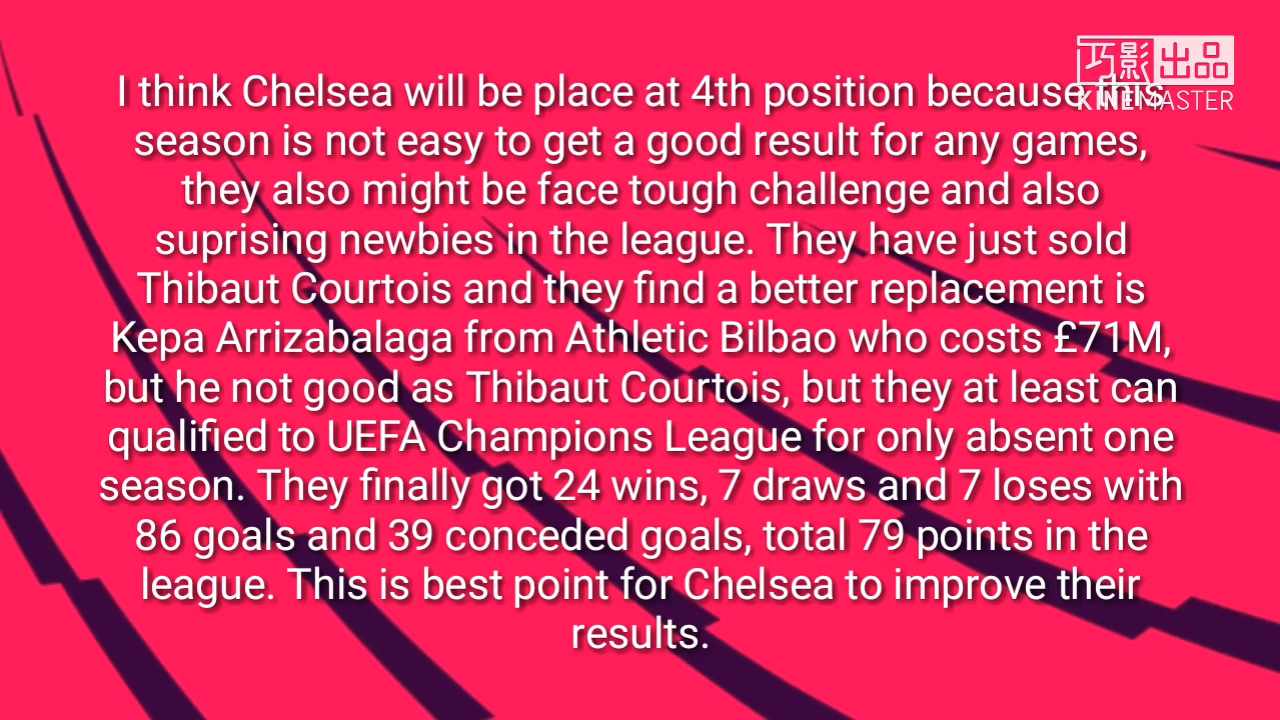 巧影出品
KINEMASTER
I think Chelsea will be place at 4th position because this
season is not easy to get a good result for any games,
they also might be face tough challenge and also
suprising newbies in the league. They have just sold
Thibaut Courtois and they find a better replacement is
Kepa Arrizabalaga from Athletic Bilbao who costs £71M,
but he not good as Thibaut Courtois, but they at least can
qualified to UEFA Champions League for only absent one
season. They finally got 24 wins, 7 draws and 7 loses with
86 goals and 39 conceded goals, total 79 points in the
league. This is best point for Chelsea to improve their
results.